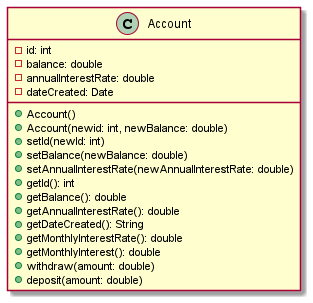 C Account
id: int
balance: double
annualInterestRate: double
dateCreated: Date
Account()
Account(newid: int, newBalance: double)
setId(newId: int)
setBalance(newBalance: double)
setAnnualInterestRate(newAnnualInterestRate: double)
getId(): int
getBalance(): double
getAnnualInterestRate(): double
getDateCreated(): String
getMonthlyInterestRate(): double
getMonthlyInterest(): double
withdraw(amount: double)
deposit(amount: double)